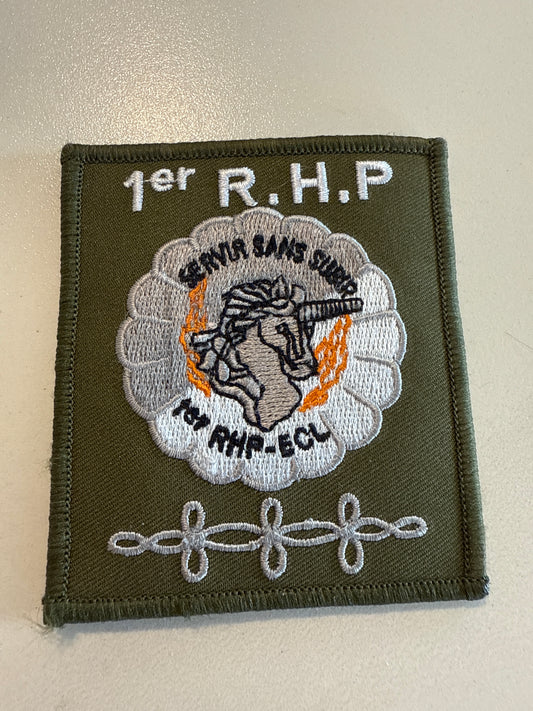 1er R.H.P
SERVIR SANS SUBIR
1er RHP-ECL